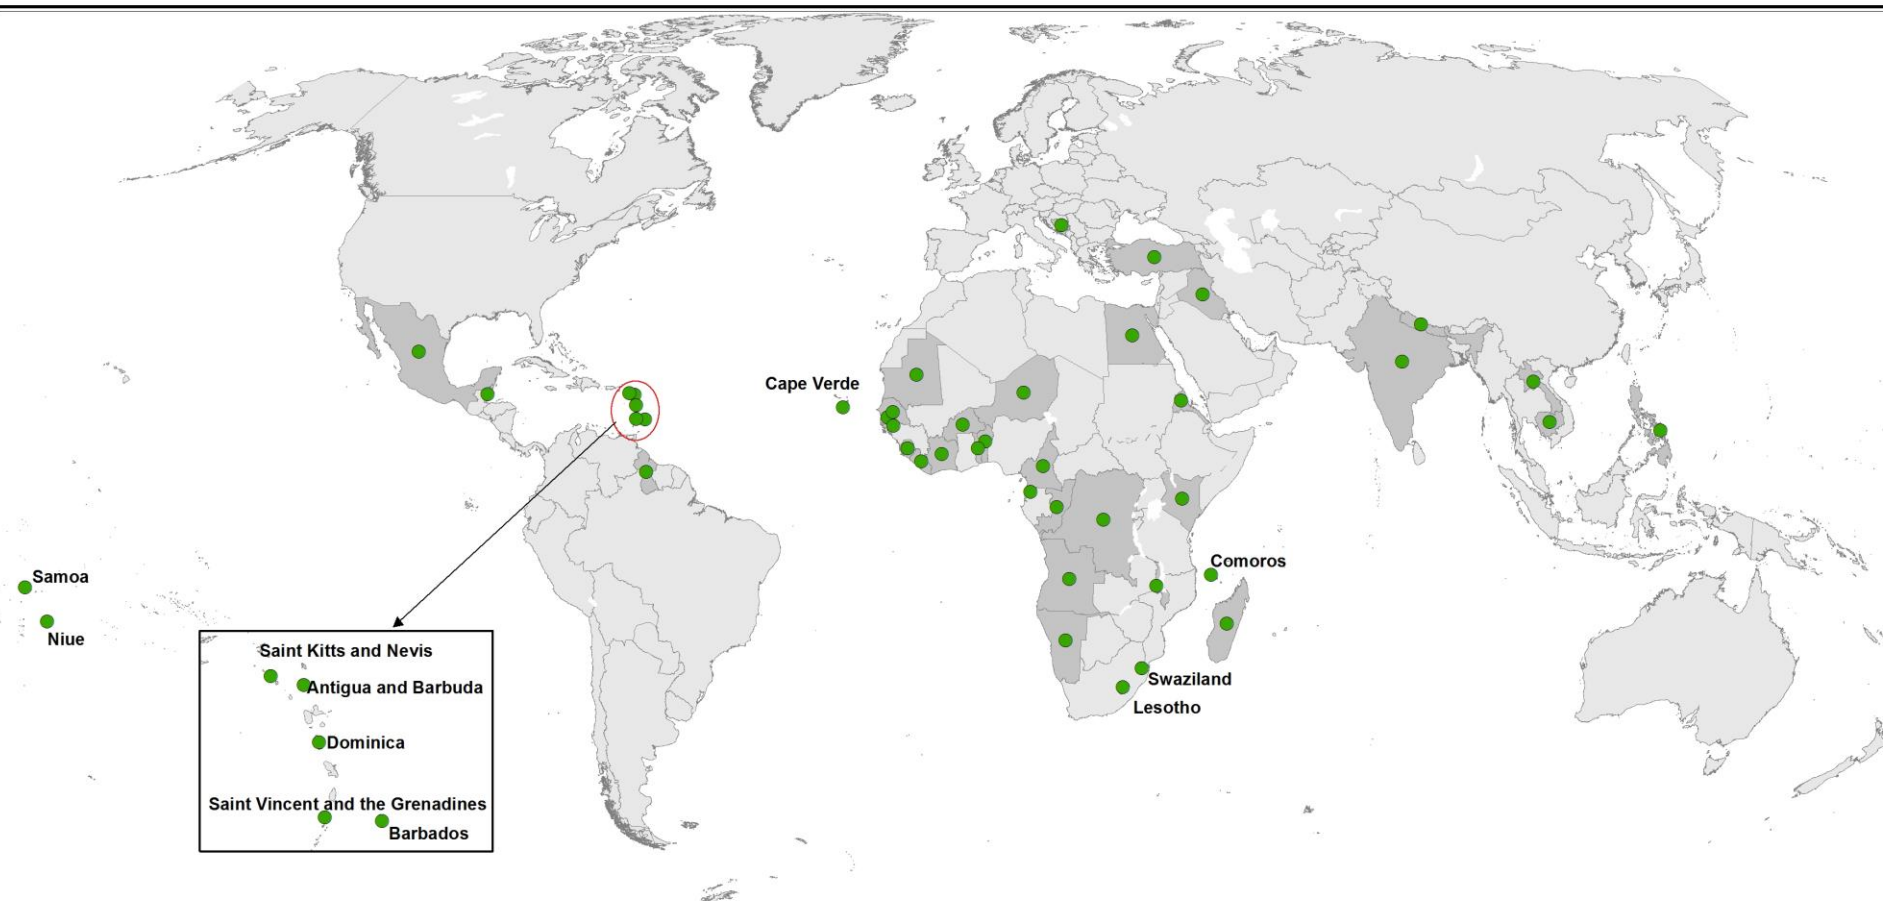 Cape Verde
Samoa
Niue
Comoros
Swaziland
Lesotho
Saint Kitts and Nevis
Antigua and Barbuda
Dominica
Saint Vincent and the Grenadines
Barbados